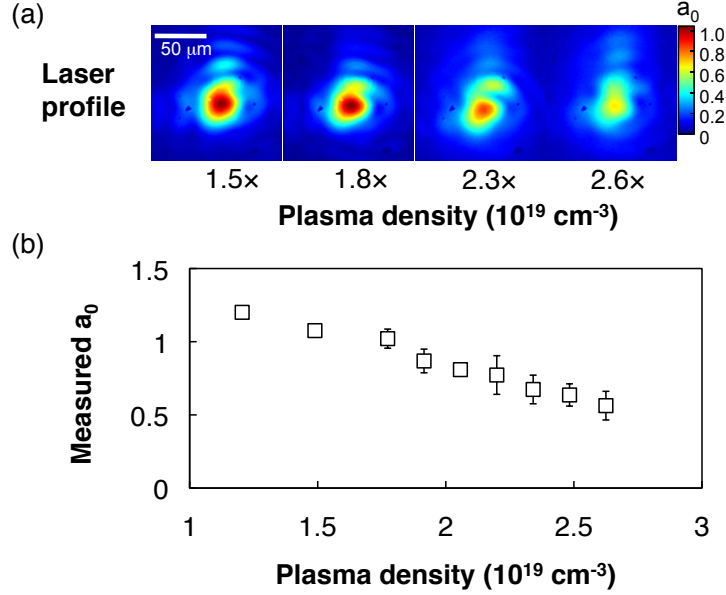 (a)
a₀
50 μm
Laser
profile
1.0
0.8
0.6
0.4
0.2
0
1.5× 1.8× 2.3× 2.6×
Plasma density (10¹⁹ cm⁻³)
(b)
1.5
1
0.5
0
Measured a₀
1 1.5 2 2.5 3
Plasma density (10¹⁹ cm⁻³)